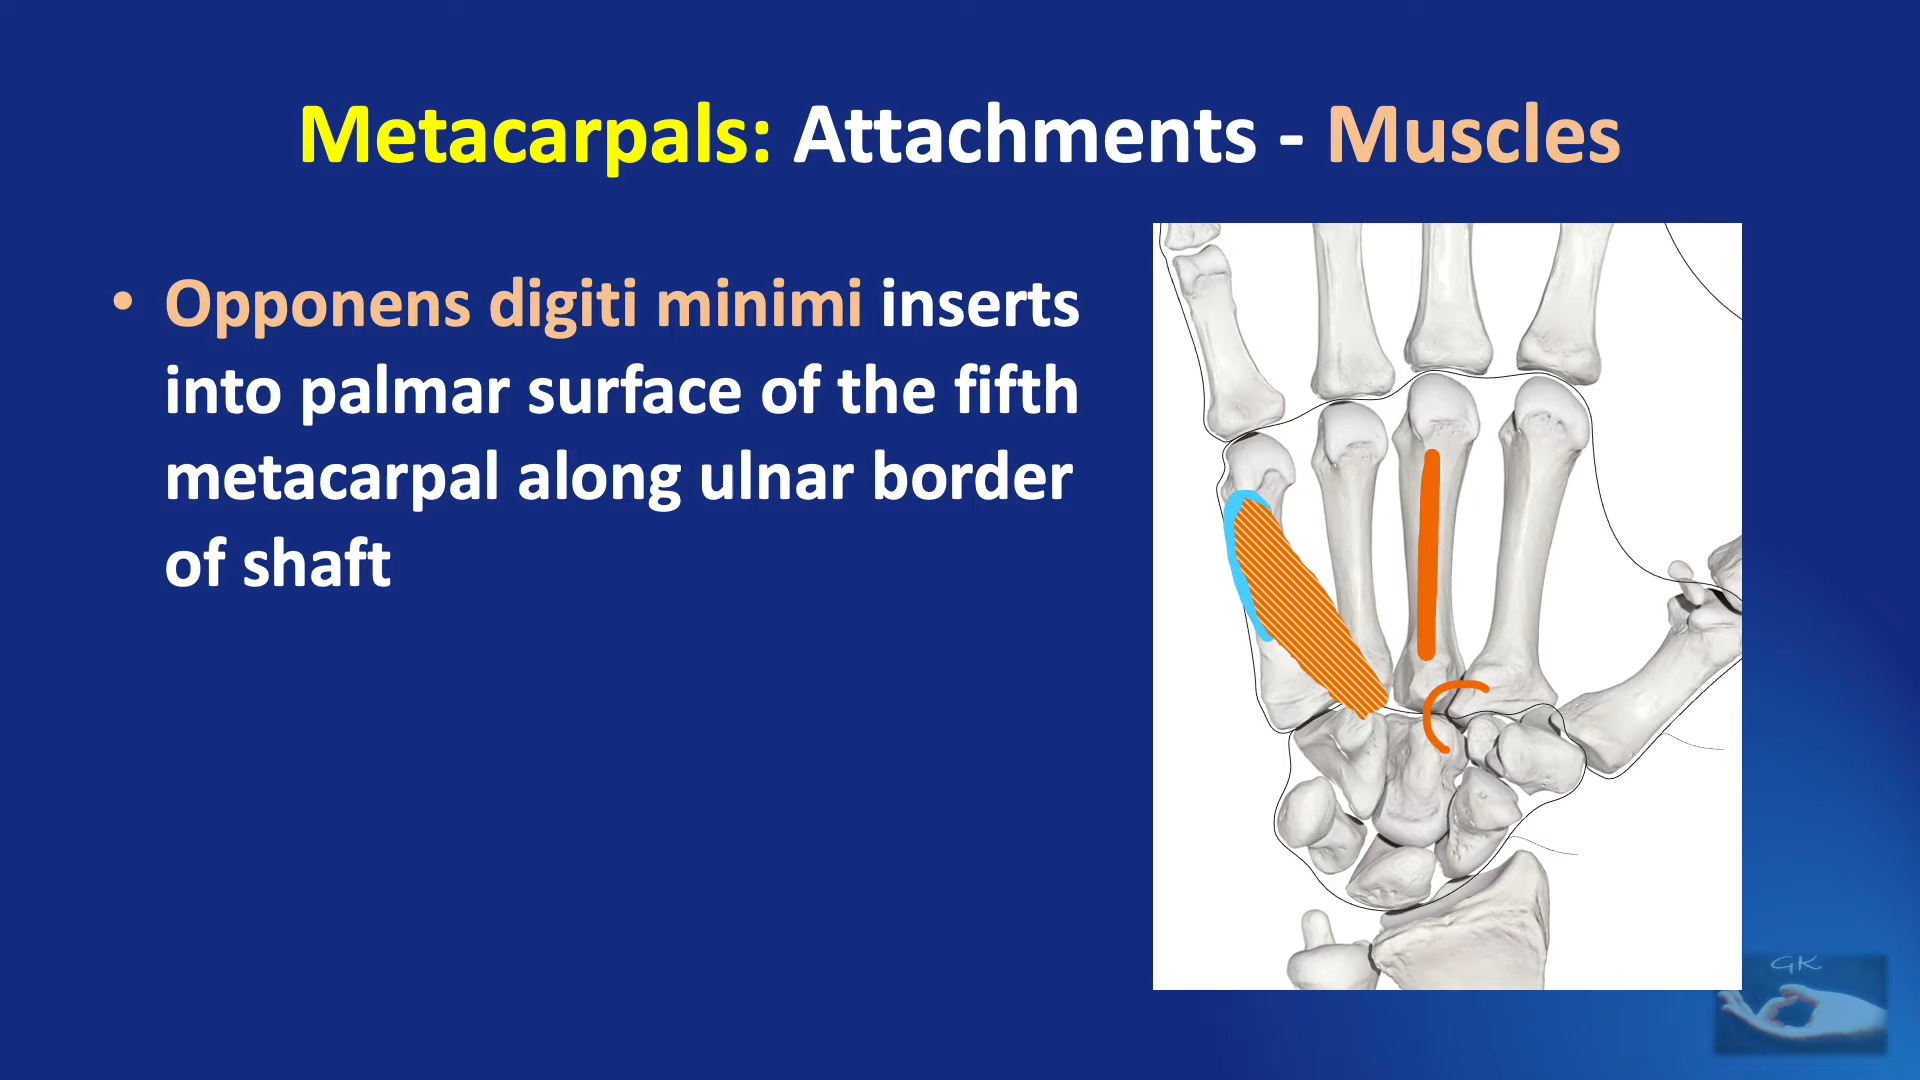 Metacarpals: Attachments - Muscles
• Opponens digiti minimi inserts
into palmar surface of the fifth
metacarpal along ulnar border
of shaft
GK